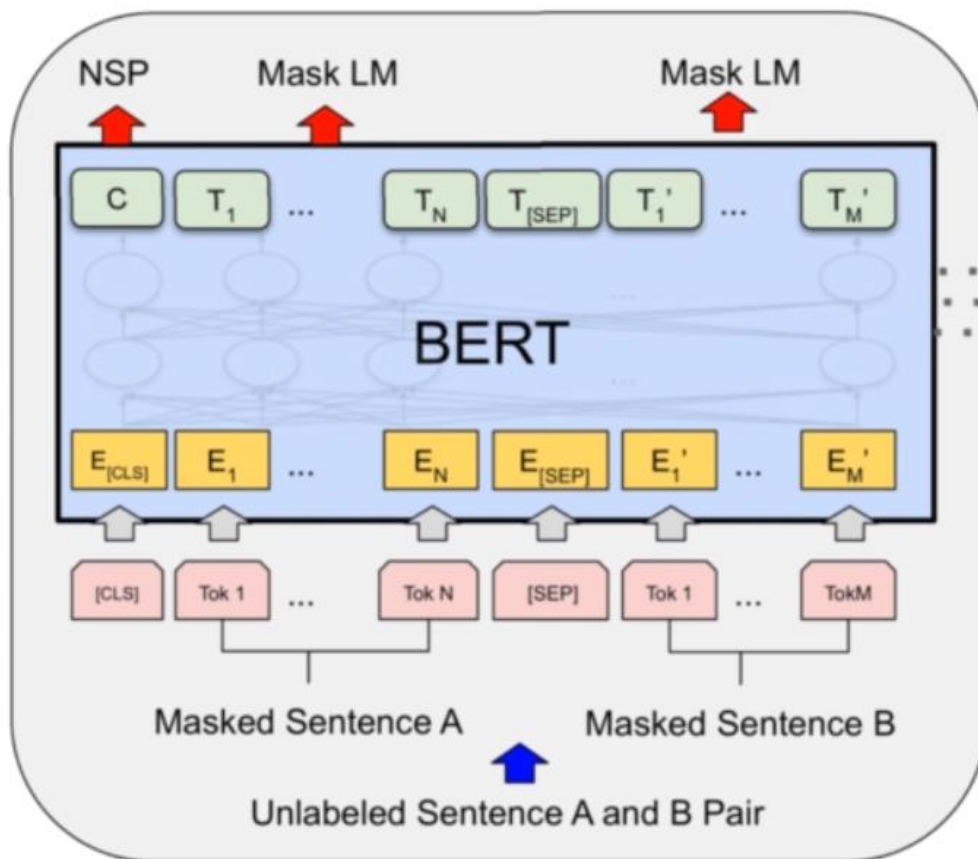 NSP Mask LM Mask LM
C T1 ... TN T[SEP] T1' ... TM'
...
BERT
...
E[CLS] E1 ... EN E[SEP] E1' ... EM'
[CLS] Tok 1 ... Tok N [SEP] Tok 1 ... TokM
Masked Sentence A Masked Sentence B
Unlabeled Sentence A and B Pair